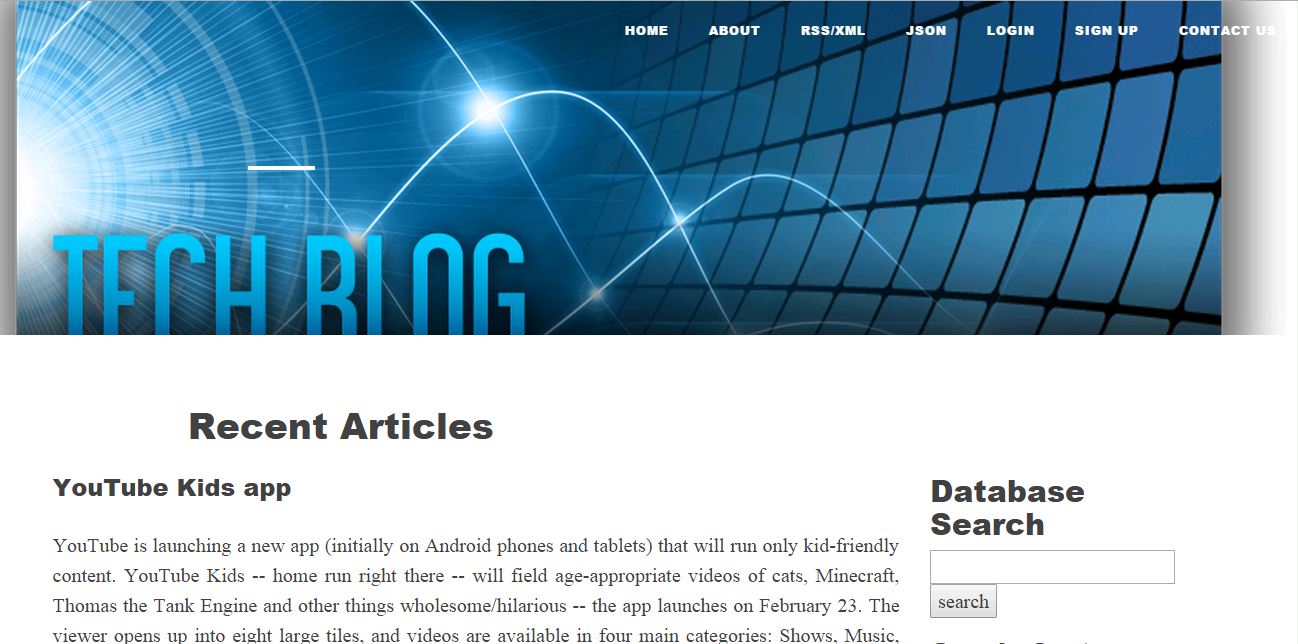 HOME ABOUT RSS/XML JSON LOGIN SIGN UP CONTACT US
TECH BLOG
Recent Articles
YouTube Kids app
YouTube is launching a new app (initially on Android phones and tablets) that will run only kid-friendly
content. YouTube Kids -- home run right there -- will field age-appropriate videos of cats, Minecraft,
Thomas the Tank Engine and other things wholesome/hilarious -- the app launches on February 23. The
viewer opens up into eight large tiles, and videos are available in four main categories: Shows, Music,
Database
Search
search